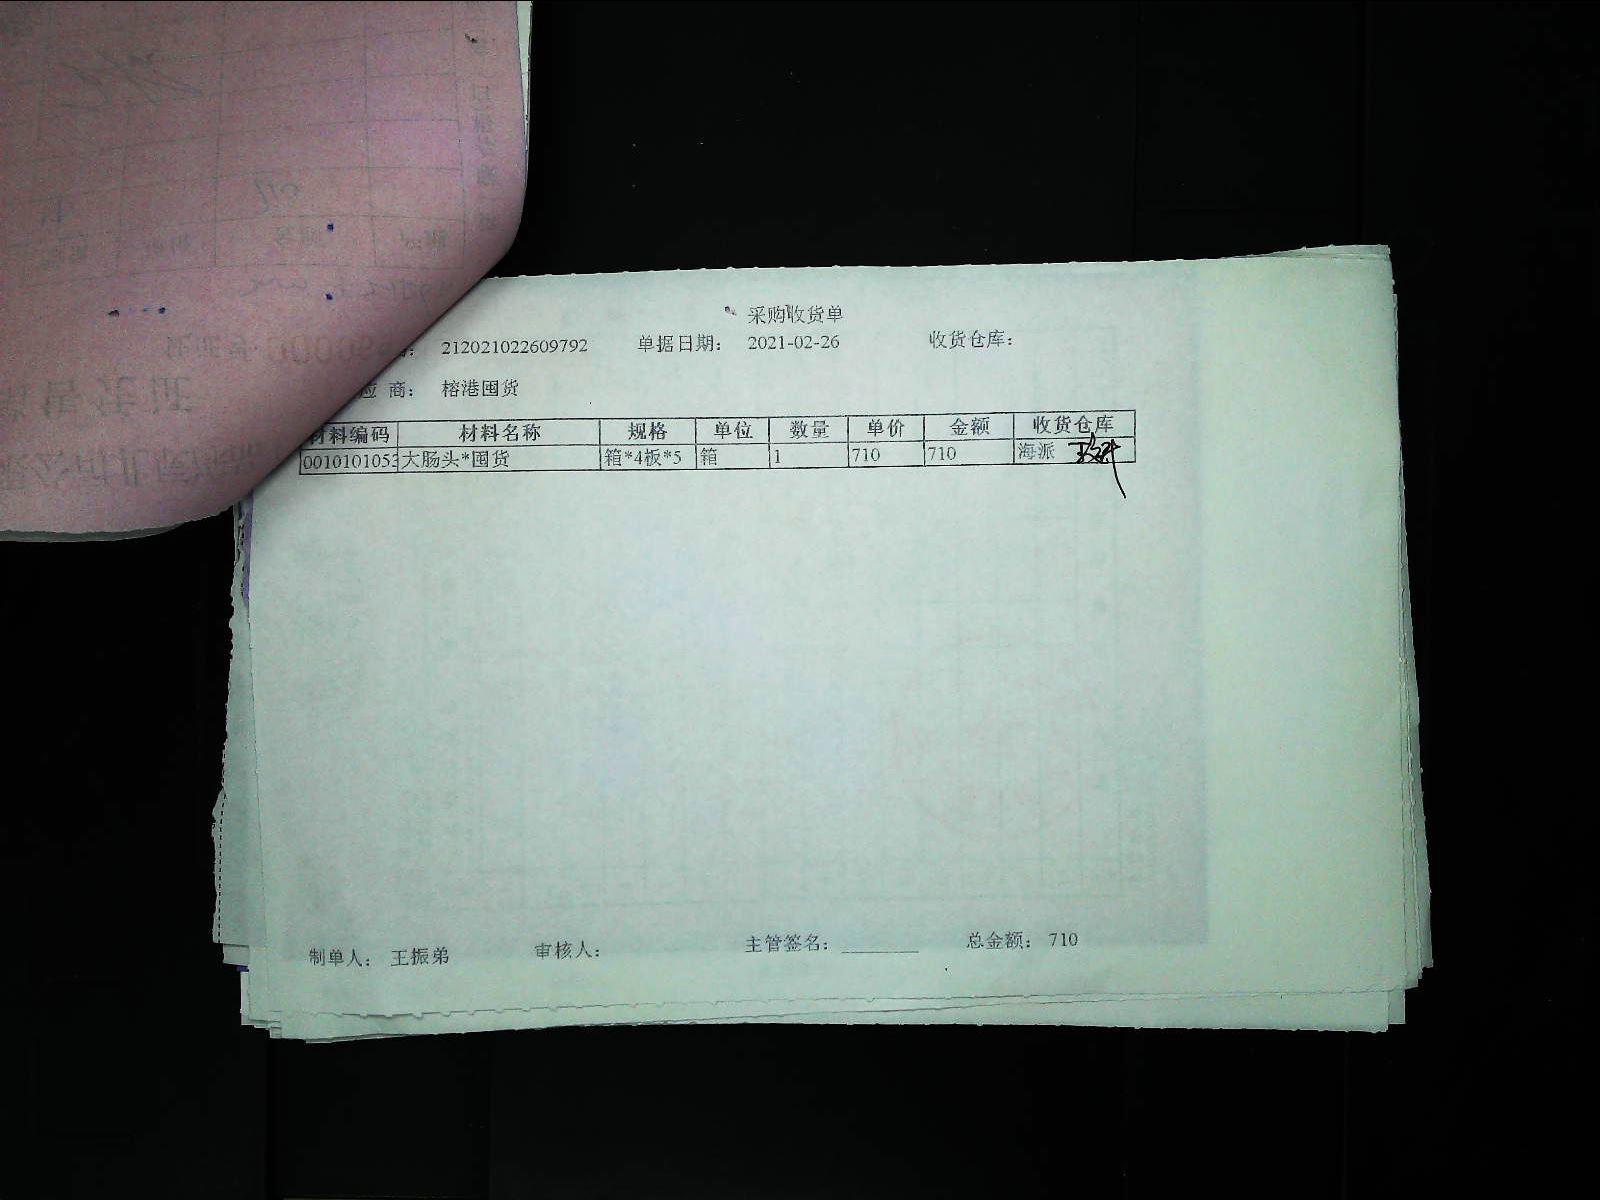 采购收货单
212021022609792 单据日期： 2021-02-26 收货仓库：
应 商： 榕港囤货
材料编码 材料名称 规格 单位 数量 单价 金额 收货仓库
0010101053 大肠头*囤货 箱*4板*5 箱 1 710 710 海派
制单人： 王振弟 审核人： 主管签名： ________ 总金额： 710